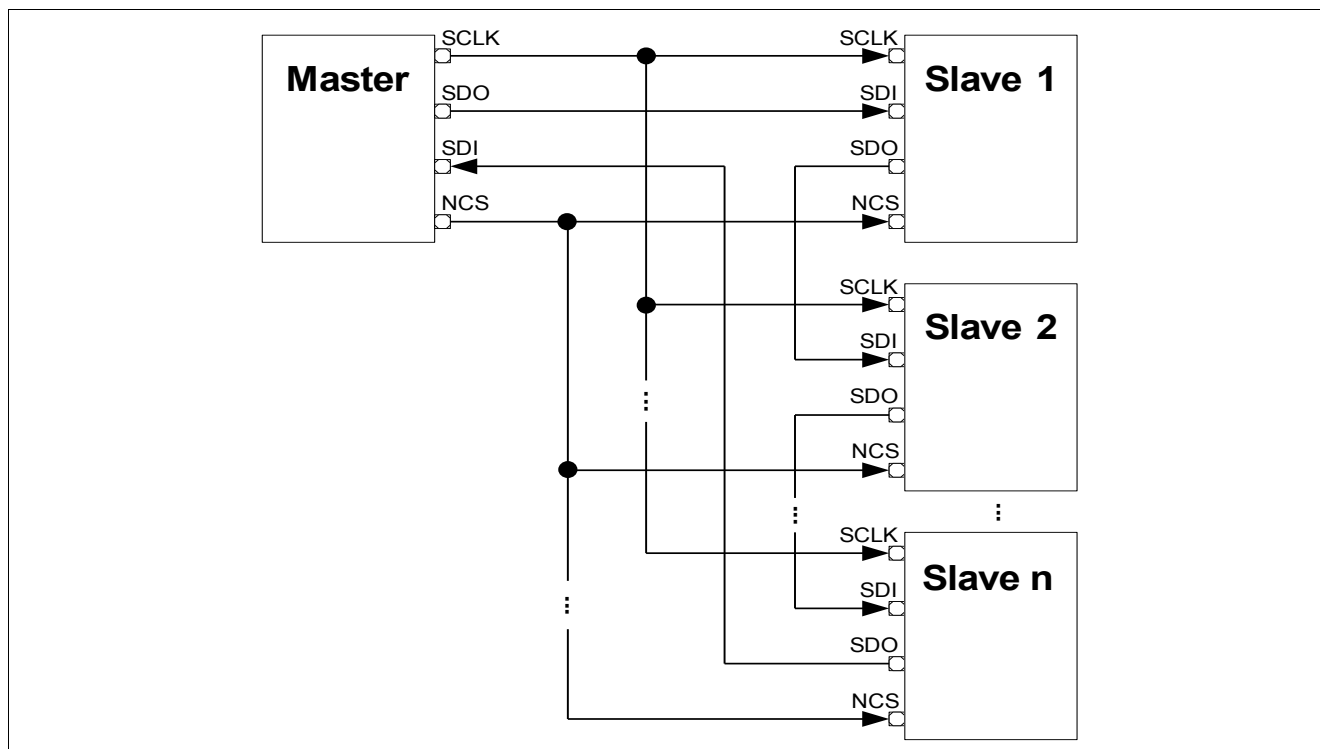 SCLK
SDO
SDI
NCS
Master
SCLK
SDI
SDO
NCS
Slave 1
SCLK
SDI
SDO
NCS
Slave 2
...
...
...
...
SCLK
SDI
SDO
NCS
Slave n